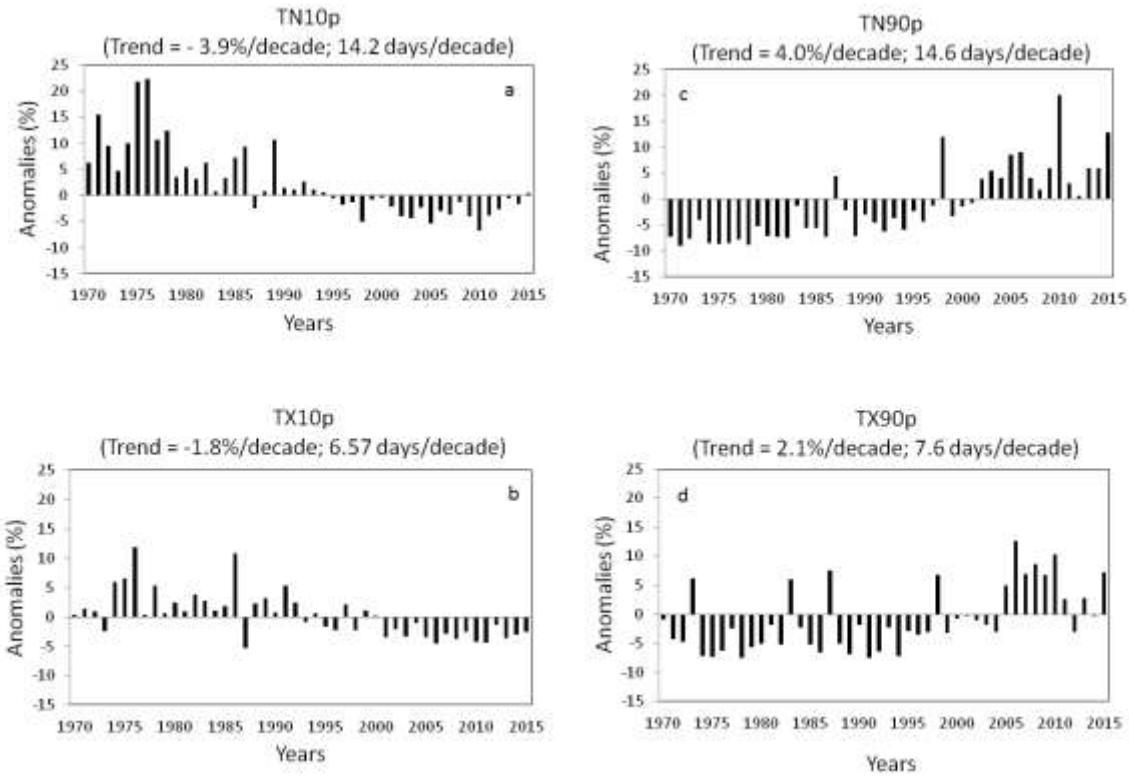 TN10p
(Trend = - 3.9%/decade; 14.2 days/decade)
25
20
15
10
5
0
-5
-10
-15
Anomalies (%)
a
1970 1975 1980 1985 1990 1995 2000 2005 2010 2015
Years
TN90p
(Trend = 4.0%/decade; 14.6 days/decade)
25
20
15
10
5
0
-5
-10
-15
Anomalies (%)
c
1970 1975 1980 1985 1990 1995 2000 2005 2010 2015
Years
TX10p
(Trend = -1.8%/decade; 6.57 days/decade)
25
20
15
10
5
0
-5
-10
-15
Anomalies (%)
b
1970 1975 1980 1985 1990 1995 2000 2005 2010 2015
Years
TX90p
(Trend = 2.1%/decade; 7.6 days/decade)
25
20
15
10
5
0
-5
-10
-15
Anomalies (%)
d
1970 1975 1980 1985 1990 1995 2000 2005 2010 2015
Years